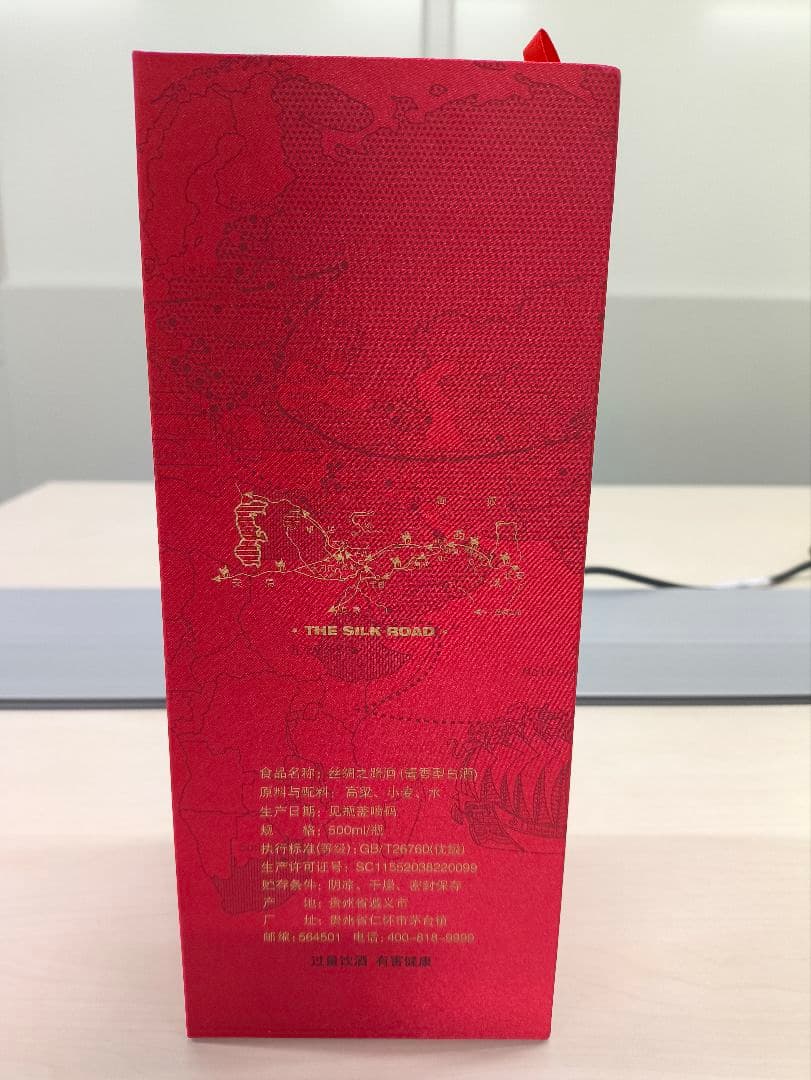 · THE SILK ROAD ·
食品名称：丝绸之路酒(酱香型白酒)
原料与配料：高粱、小麦、水
生产日期：见瓶盖喷码
规　　格：500ml/瓶
执行标准(等级)：GB/T26760(优级)
生产许可证号：SC11552038220099
贮存条件：阴凉、干燥、密封保存
产　　地：贵州省遵义市
厂　　址：贵州省仁怀市茅台镇
邮编：564501　电话：400-818-9999
过量饮酒 有害健康